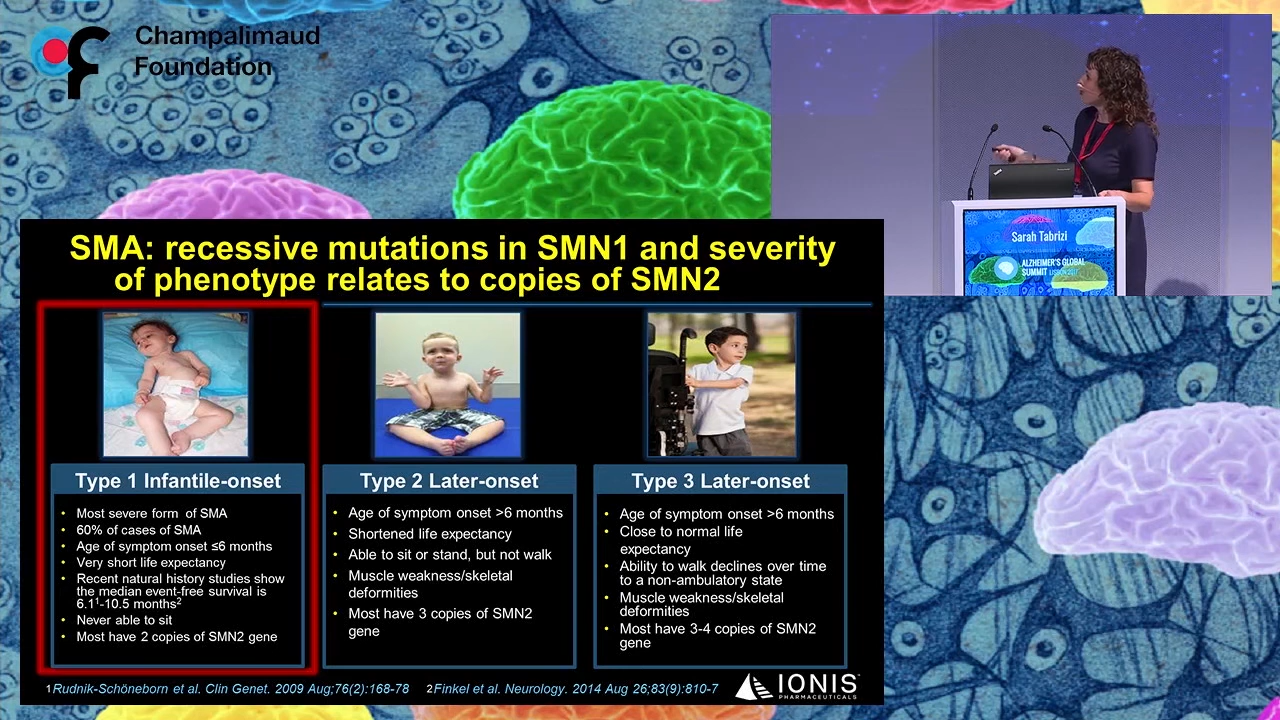 Champalimaud
Foundation
Sarah Tabrizi
ALZHEIMER'S GLOBAL
SUMMIT LISBON 2017
SMA: recessive mutations in SMN1 and severity
of phenotype relates to copies of SMN2
Type 1 Infantile-onset
• Most severe form of SMA
• 60% of cases of SMA
• Age of symptom onset ≤6 months
• Very short life expectancy
• Recent natural history studies show
the median event-free survival is
6.1¹-10.5 months²
• Never able to sit
• Most have 2 copies of SMN2 gene
Type 2 Later-onset
• Age of symptom onset >6 months
• Shortened life expectancy
• Able to sit or stand, but not walk
• Muscle weakness/skeletal
deformities
• Most have 3 copies of SMN2
gene
Type 3 Later-onset
• Age of symptom onset >6 months
• Close to normal life
expectancy
• Ability to walk declines over time
to a non-ambulatory state
• Muscle weakness/skeletal
deformities
• Most have 3-4 copies of SMN2
gene
1Rudnik-Schöneborn et al. Clin Genet. 2009 Aug;76(2):168-78 2Finkel et al. Neurology. 2014 Aug 26;83(9):810-7
IONIS
PHARMACEUTICALS